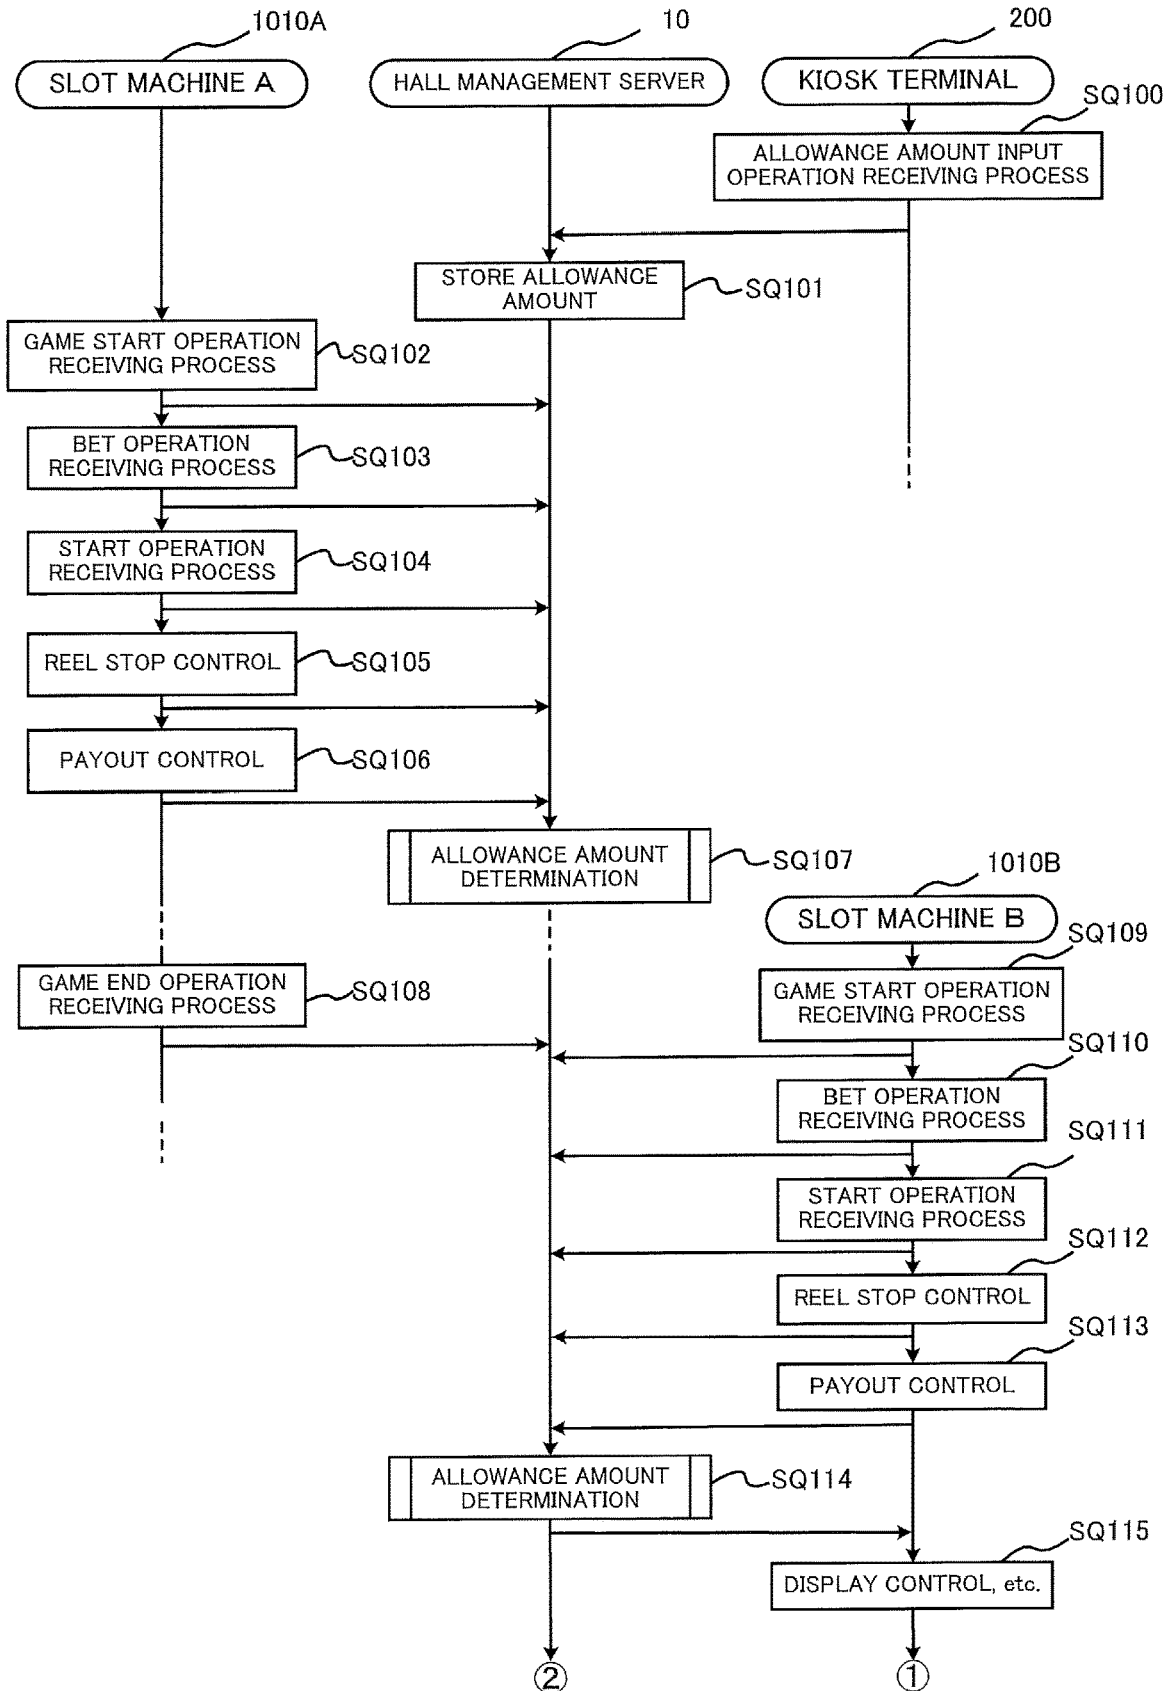 1010A
10
200
SLOT MACHINE A
HALL MANAGEMENT SERVER
KIOSK TERMINAL
SQ100
ALLOWANCE AMOUNT INPUT
OPERATION RECEIVING PROCESS
STORE ALLOWANCE
AMOUNT
SQ101
GAME START OPERATION
RECEIVING PROCESS
SQ102
BET OPERATION
RECEIVING PROCESS
SQ103
START OPERATION
RECEIVING PROCESS
SQ104
REEL STOP CONTROL
SQ105
PAYOUT CONTROL
SQ106
ALLOWANCE AMOUNT
DETERMINATION
SQ107
1010B
SLOT MACHINE B
SQ109
GAME END OPERATION
RECEIVING PROCESS
SQ108
GAME START OPERATION
RECEIVING PROCESS
SQ110
BET OPERATION
RECEIVING PROCESS
SQ111
START OPERATION
RECEIVING PROCESS
SQ112
REEL STOP CONTROL
SQ113
PAYOUT CONTROL
ALLOWANCE AMOUNT
DETERMINATION
SQ114
SQ115
DISPLAY CONTROL, etc.
②
①